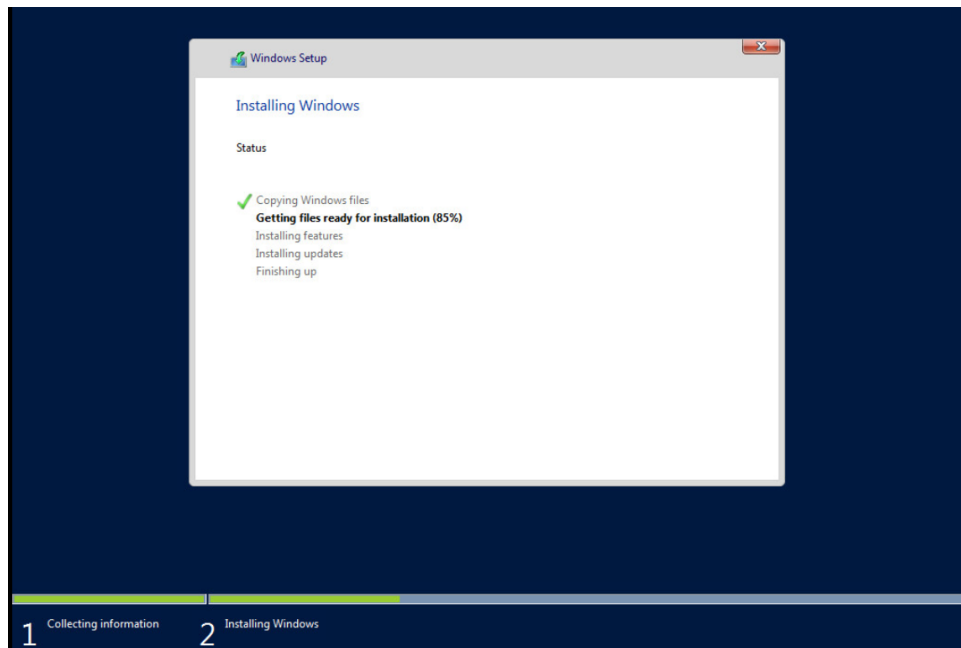 Windows Setup
Installing Windows
Status
Copying Windows files
Getting files ready for installation (85%)
Installing features
Installing updates
Finishing up
1 Collecting information
2 Installing Windows